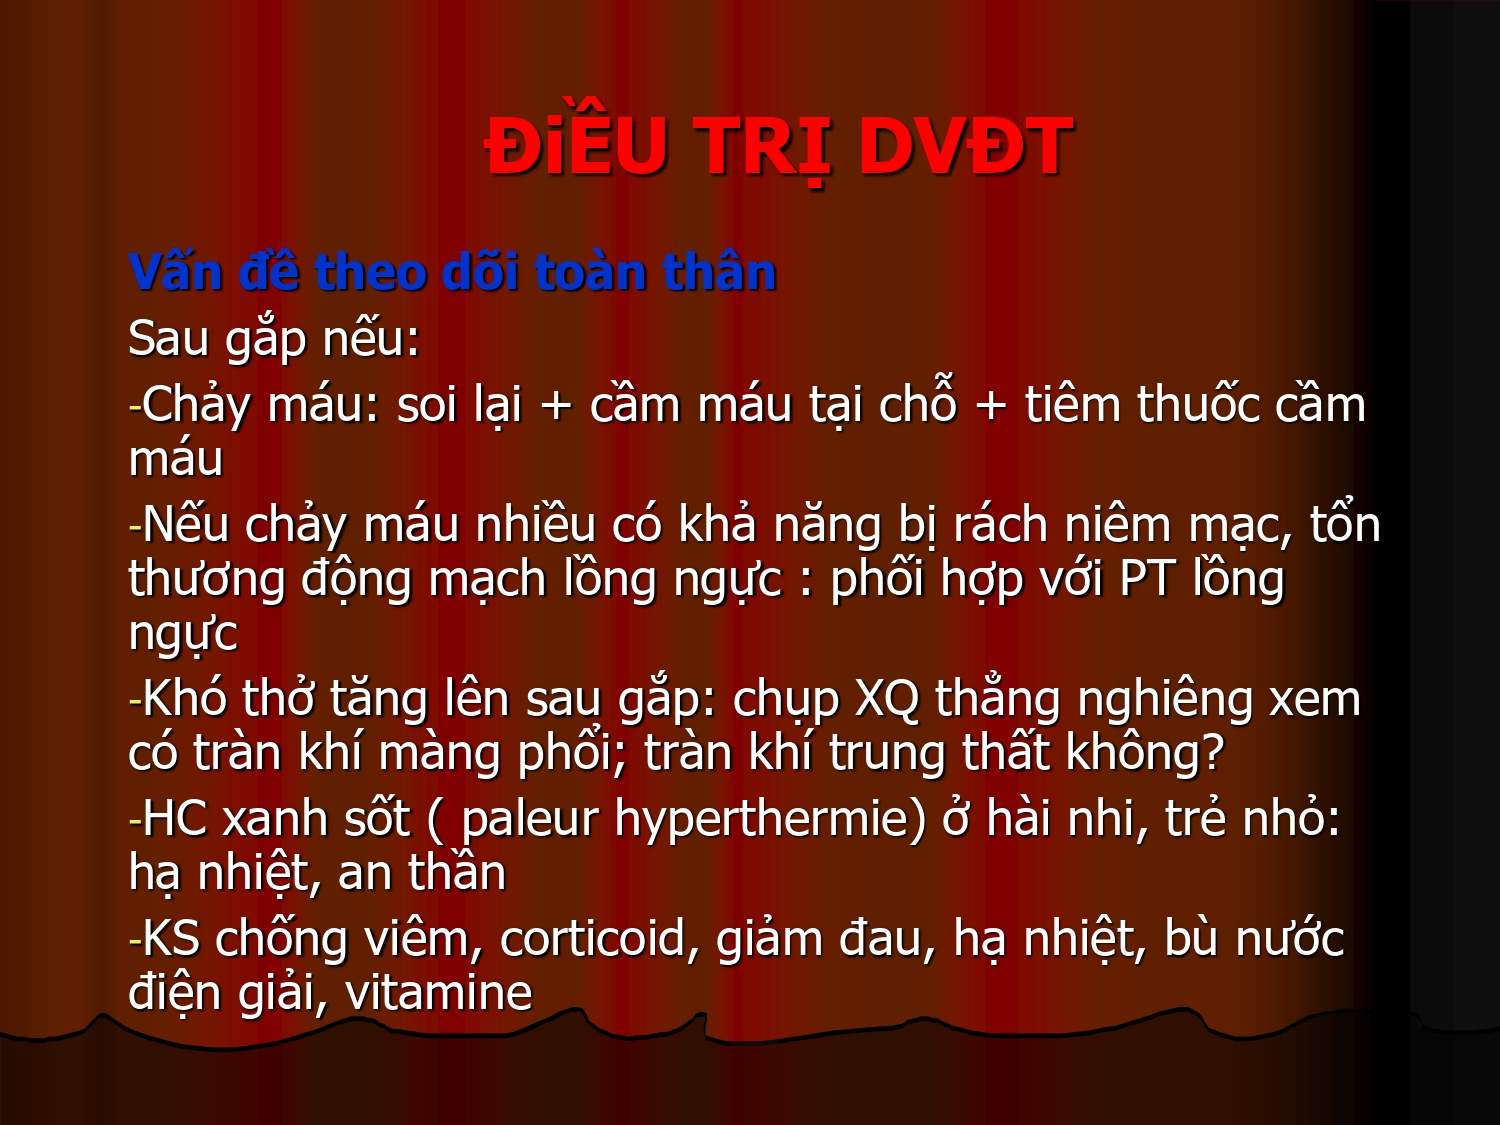 ĐiỀU TRỊ DVĐT
Vấn đề theo dõi toàn thân
Sau gắp nếu:
-Chảy máu: soi lại + cầm máu tại chỗ + tiêm thuốc cầm
máu
-Nếu chảy máu nhiều có khả năng bị rách niêm mạc, tổn
thương động mạch lồng ngực : phối hợp với PT lồng
ngực
-Khó thở tăng lên sau gắp: chụp XQ thẳng nghiêng xem
có tràn khí màng phổi; tràn khí trung thất không?
-HC xanh sốt ( paleur hyperthermie) ở hài nhi, trẻ nhỏ:
hạ nhiệt, an thần
-KS chống viêm, corticoid, giảm đau, hạ nhiệt, bù nước
điện giải, vitamine